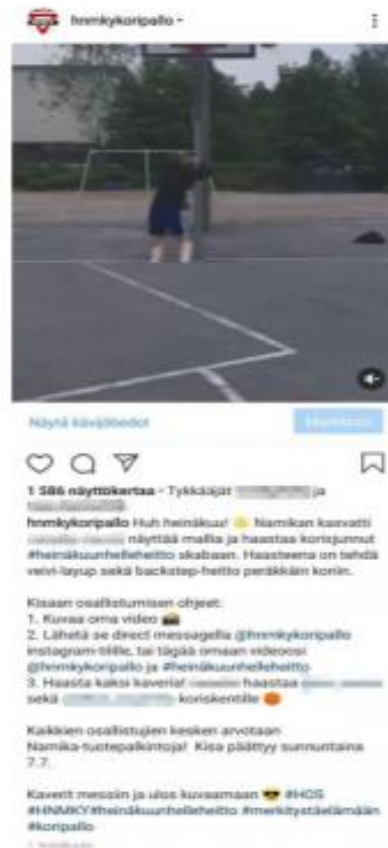 hnmkykoripallo
Näytä kävijätiedot
1 586 näyttökertaa - Tykkääjät ja
hnmkykoripallo Huh heinäkuu! Namikan kasvatti
näyttää mallia ja haastaa korisjunnut
#heinäkuunhelleheitto skabaan. Haasteena on tehdä
veivi-layup sekä backstep-heitto peräkkäin koriin.
Kisaan osallistumisen ohjeet:
1. Kuvaa oma video
2. Lähetä se direct messagella @hnmkykoripallo
instagram-tilille, tai tägää omaan videoosi
@hnmkykoripallo ja #heinäkuunhelleheitto
3. Haasta kaksi kaveria! haastaa
sekä koriskentille
Kaikkien osallistujien kesken arvotaan
Namika-tuotepalkintoja! Kisa päättyy sunnuntaina
7.7.
Kaverit messiin ja ulos kuvaamaan #HOS
#HNMKY#heinäkuunhelleheitto #merkitystäelämään
#koripallo